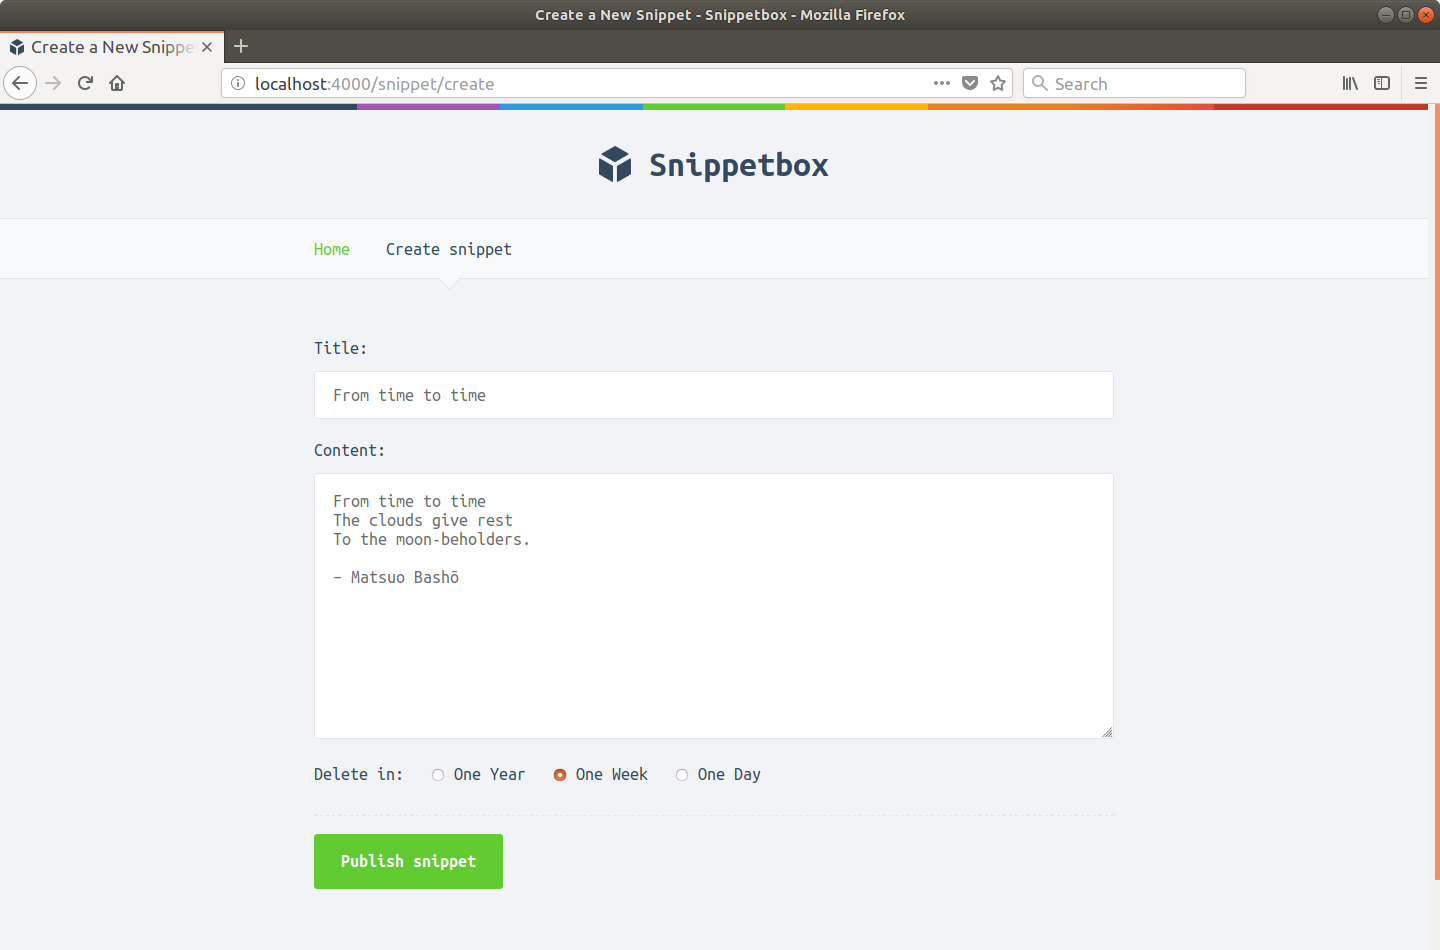 Create a New Snippet - Snippetbox - Mozilla Firefox
Create a New Snippe
localhost:4000/snippet/create
Search
Snippetbox
Home Create snippet
Title:
From time to time
Content:
From time to time
The clouds give rest
To the moon-beholders.
– Matsuo Bashō
Delete in: One Year One Week One Day
Publish snippet